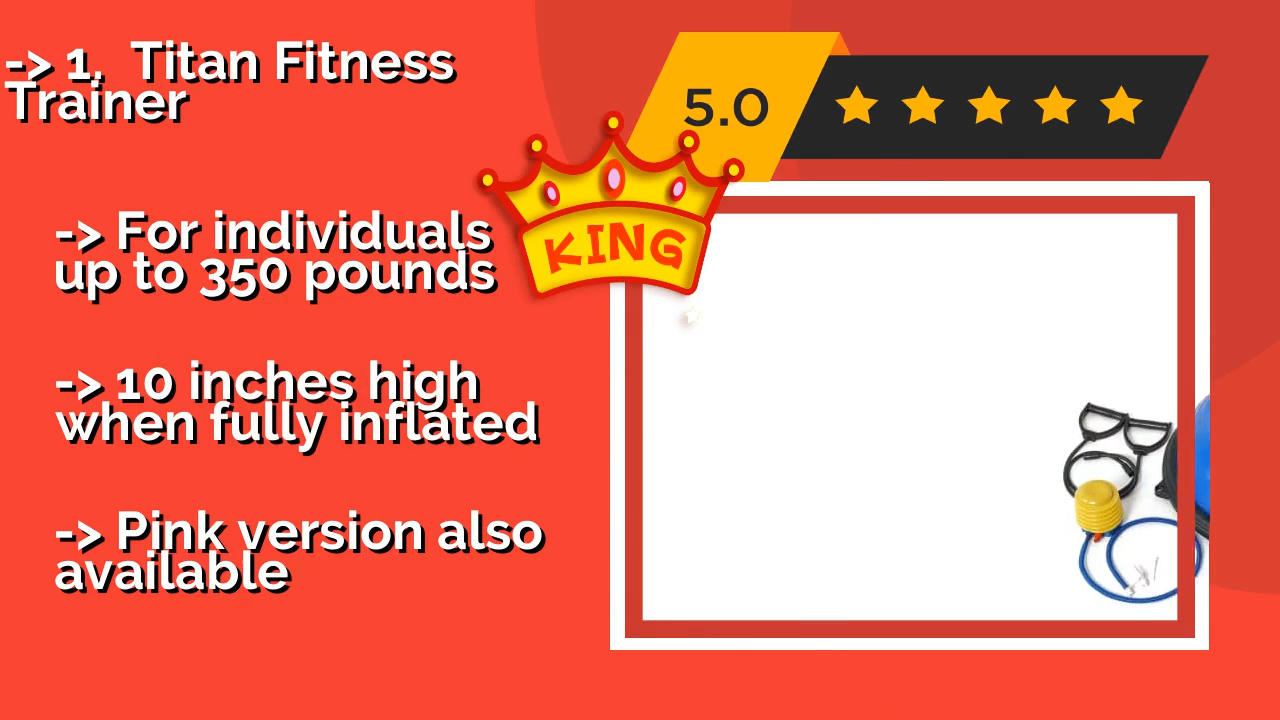 -> 1.  Titan Fitness
Trainer
5.0
KING
-> For individuals
up to 350 pounds
-> 10 inches high
when fully inflated
-> Pink version also
available